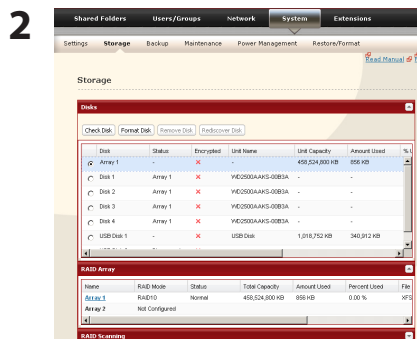 2
Shared Folders Users/Groups Network System Extensions
Settings Storage Backup Maintenance Power Management Restore/Format
Read Manual
Storage
Disks
Check Disk Format Disk Remove Disk Rediscover Disk
Disk Status Encrypted Unit Name Unit Capacity Amount Used % U
Array 1 - - 458,524,800 KB 856 KB
Disk 1 Array 1 WD2500AAKS-00B3A - -
Disk 2 Array 1 WD2500AAKS-00B3A - -
Disk 3 Array 1 WD2500AAKS-00B3A - -
Disk 4 Array 1 WD2500AAKS-00B3A - -
USB Disk 1 - USB Disk 1,018,752 KB 340,912 KB
RAID Array
Name RAID Mode Status Total Capacity Amount Used Percent Used File
Array 1 RAID10 Normal 458,524,800 KB 856 KB 0.00 % XFS
Array 2 Not Configured
RAID Scanning